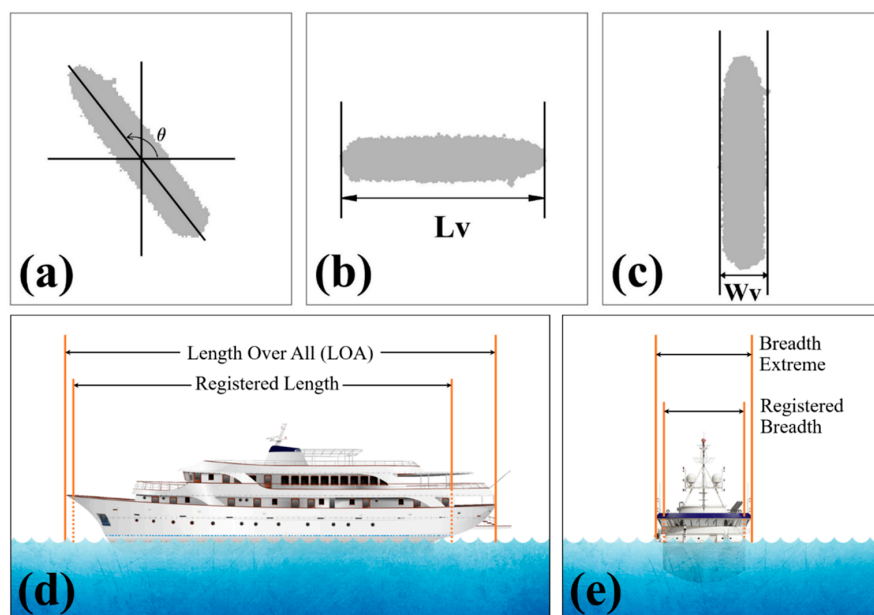 θ
(a)
Lv
(b)
Wv
(c)
Length Over All (LOA)
Registered Length
(d)
Breadth
Extreme
Registered
Breadth
(e)